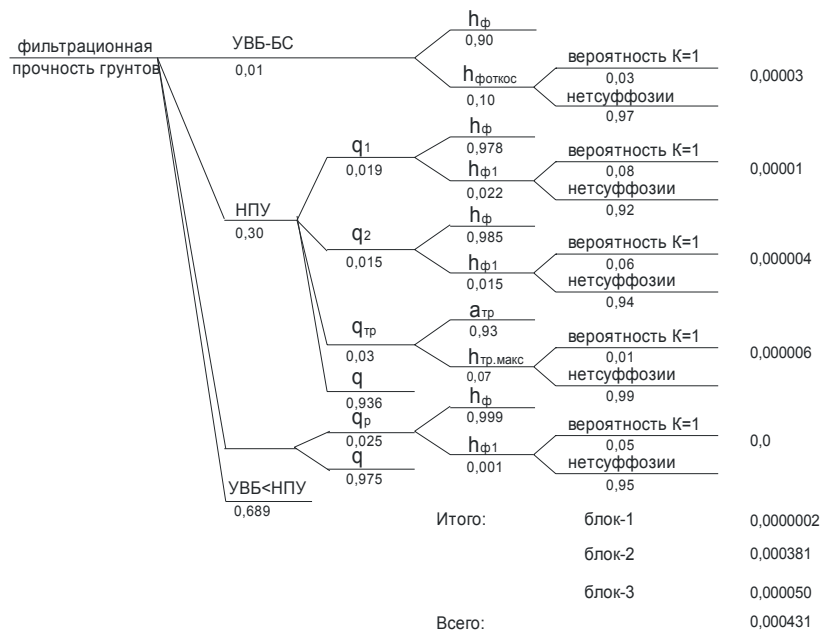 фильтрационная
прочность грунтов
УВБ-БС
0,01
hф
0,90
hфоткос
0,10
вероятность К=1
0,03
нетсуффозии
0,97
0,00003
НПУ
0,30
q1
0,019
hф
0,978
hф1
0,022
вероятность К=1
0,08
нетсуффозии
0,92
0,00001
q2
0,015
hф
0,985
hф1
0,015
вероятность К=1
0,06
нетсуффозии
0,94
0,000004
qтр
0,03
aтр
0,93
hтр.макс
0,07
вероятность К=1
0,01
нетсуффозии
0,99
0,000006
q
0,936
qр
0,025
hф
0,999
hф1
0,001
вероятность К=1
0,05
нетсуффозии
0,95
0,0
q
0,975
УВБ<НПУ
0,689
Итого: блок-1 0,0000002
блок-2 0,000381
блок-3 0,000050
Всего: 0,000431